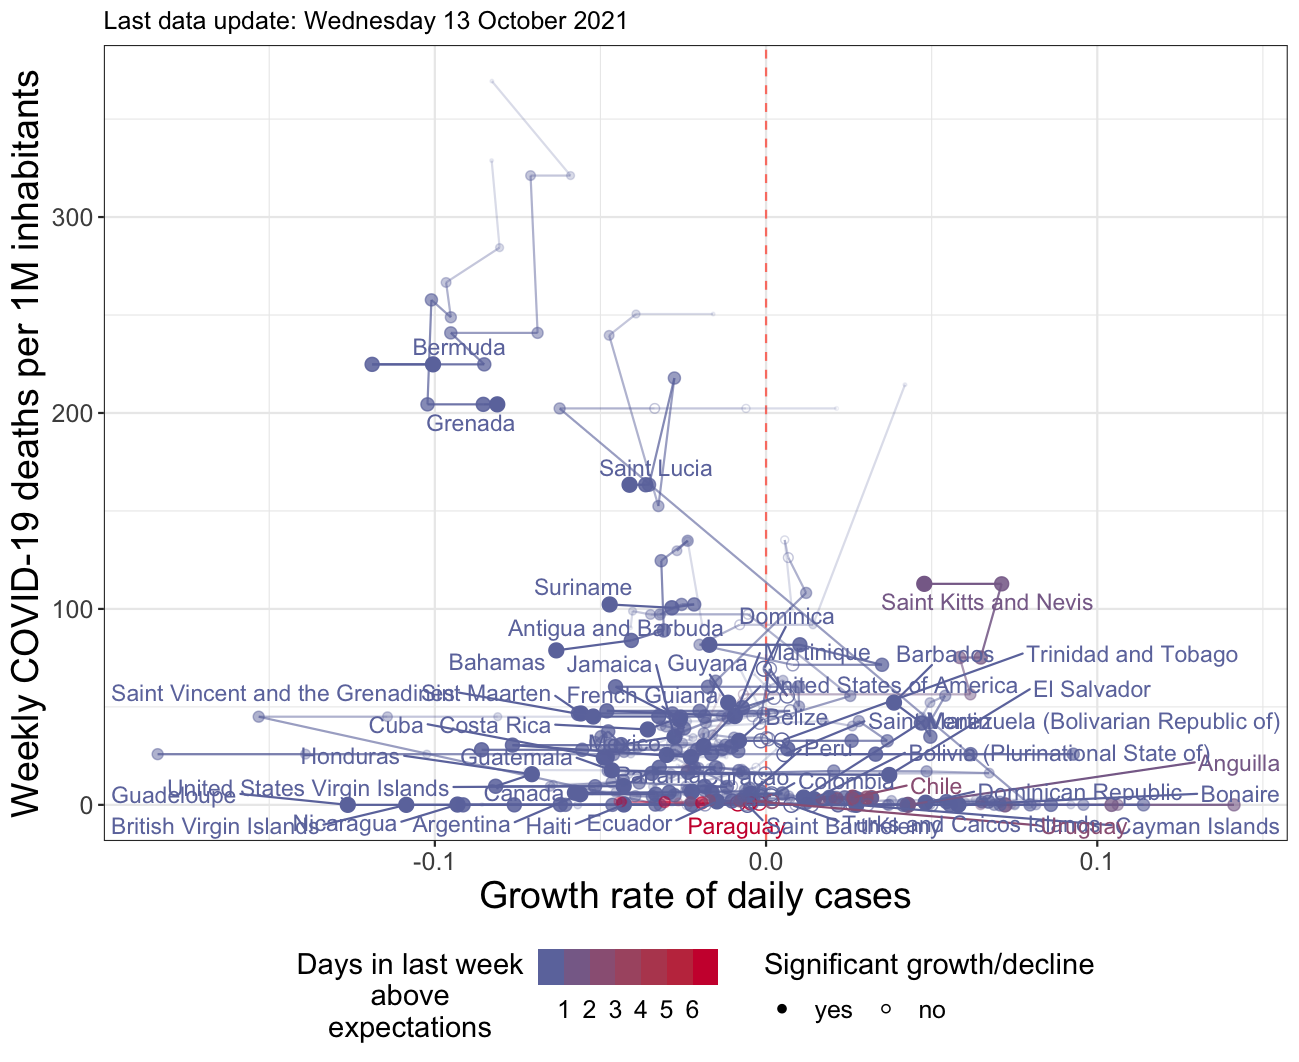 Last data update: Wednesday 13 October 2021
Weekly COVID-19 deaths per 1M inhabitants
300
200
100
0
Bermuda
Grenada
Saint Lucia
Suriname
Saint Kitts and Nevis
Dominica
Antigua and Barbuda
Bahamas
Jamaica
Guyana
Martinique
Barbados
Trinidad and Tobago
Saint Vincent and the Grenadines
Sint Maarten
French Guiana
United States of America
El Salvador
Cuba
Costa Rica
Belize
Saint Martin
Venezuela (Bolivarian Republic of)
Honduras
Guatemala
Mexico
Peru
Bolivia (Plurinational State of)
Anguilla
Panama
Curaçao
Colombia
Chile
Guadeloupe
United States Virgin Islands
Canada
Dominican Republic
Bonaire
British Virgin Islands
Nicaragua
Argentina
Haiti
Ecuador
Paraguay
Saint Barthélemy
Turks and Caicos Islands
Uruguay
Cayman Islands
-0.1
0.0
0.1
Growth rate of daily cases
Days in last week
above
expectations
1 2 3 4 5 6
Significant growth/decline
yes
no